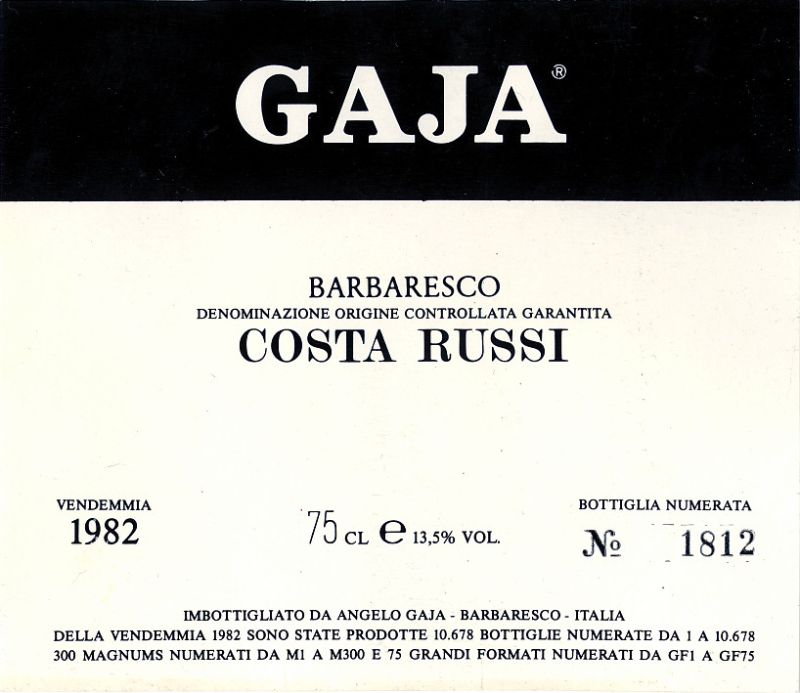 GAJA®
BARBARESCO
DENOMINAZIONE ORIGINE CONTROLLATA GARANTITA
COSTA RUSSI
VENDEMMIA
1982
75 CL e 13,5% VOL.
BOTTIGLIA NUMERATA
№ 1812
IMBOTTIGLIATO DA ANGELO GAJA - BARBARESCO - ITALIA
DELLA VENDEMMIA 1982 SONO STATE PRODOTTE 10.678 BOTTIGLIE NUMERATE DA 1 A 10.678
300 MAGNUMS NUMERATI DA M1 A M300 E 75 GRANDI FORMATI NUMERATI DA GF1 A GF75